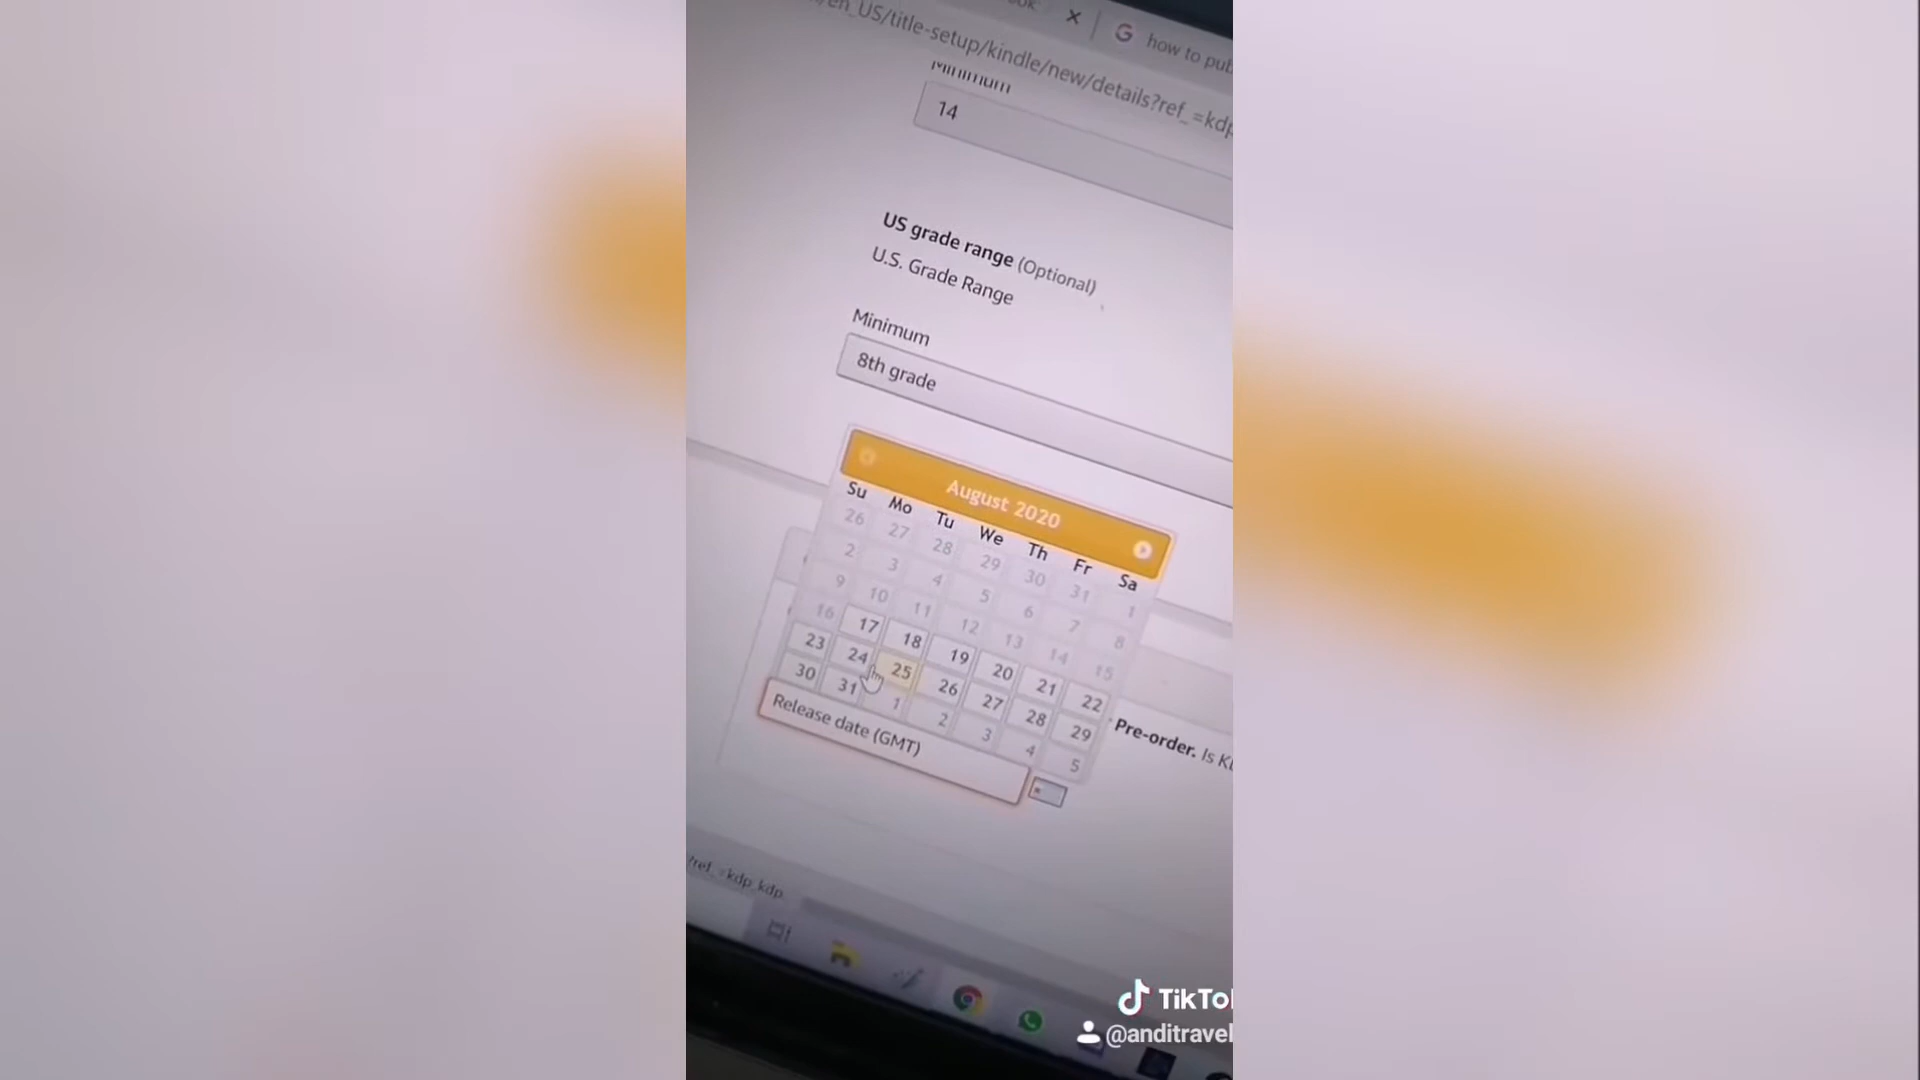 how to pub
en_US/title-setup/kindle/new/details?ref_=kdp
Minimum
14
US grade range (Optional)
U.S. Grade Range
Minimum
8th grade
August 2020
Su Mo Tu We Th Fr Sa
26 27 28 29 30 31 1
2 3 4 5 6 7 8
9 10 11 12 13 14 15
16 17 18 19 20 21 22
23 24 25 26 27 28 29
30 31 1 2 3 4 5
Release date (GMT)
Pre-order. Is
/ref_=kdp_kdp
TikTo
@anditravel